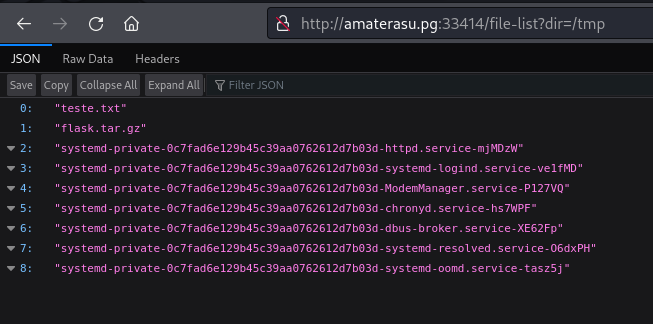 http://amaterasu.pg:33414/file-list?dir=/tmp
JSON Raw Data Headers
Save Copy Collapse All Expand All Filter JSON
0: "teste.txt"
1: "flask.tar.gz"
2: "systemd-private-0c7fad6e129b45c39aa0762612d7b03d-httpd.service-mjMDzW"
3: "systemd-private-0c7fad6e129b45c39aa0762612d7b03d-systemd-logind.service-ve1fMD"
4: "systemd-private-0c7fad6e129b45c39aa0762612d7b03d-ModemManager.service-P127VQ"
5: "systemd-private-0c7fad6e129b45c39aa0762612d7b03d-chronyd.service-hs7WPF"
6: "systemd-private-0c7fad6e129b45c39aa0762612d7b03d-dbus-broker.service-XE62Fp"
7: "systemd-private-0c7fad6e129b45c39aa0762612d7b03d-systemd-resolved.service-O6dxPH"
8: "systemd-private-0c7fad6e129b45c39aa0762612d7b03d-systemd-oomd.service-tasz5j"